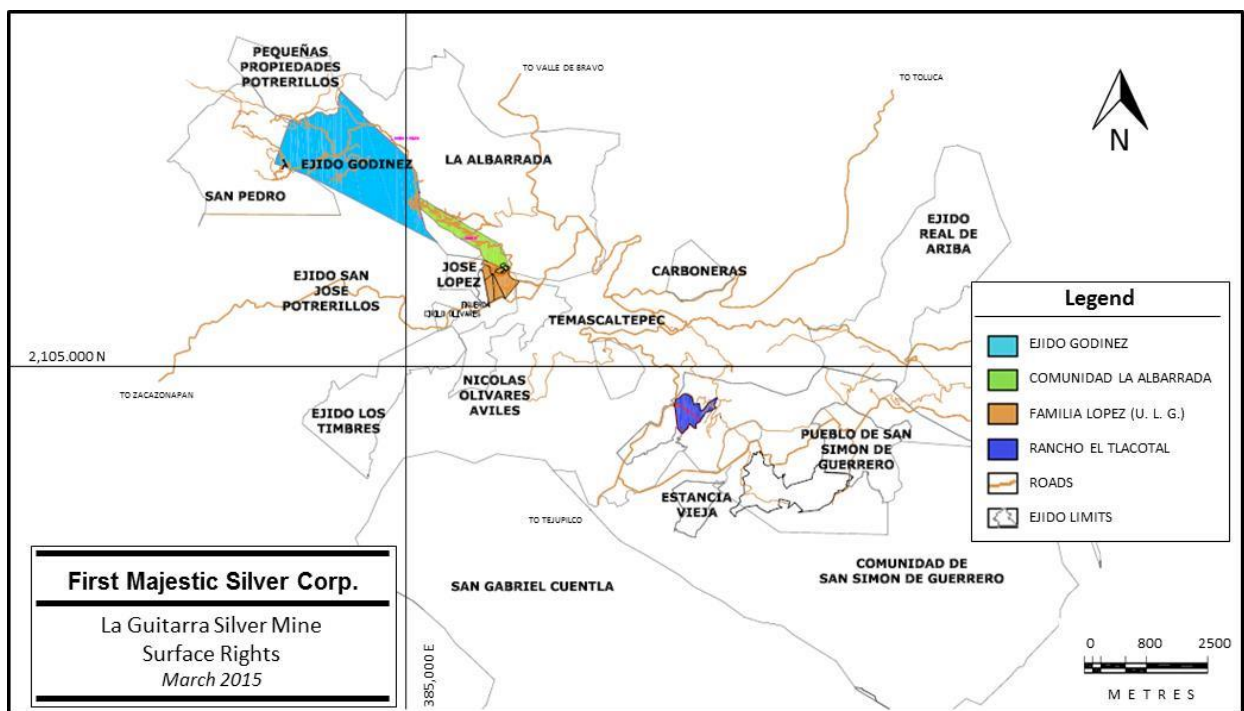 PEQUEÑAS
PROPIEDADES
POTRERILLOS
TO VALLE DE BRAVO
TO TOLUCA
N
EJIDO GODINEZ
LA ALBARRADA
SAN PEDRO
EJIDO
REAL DE
ARIBA
JOSE
LOPEZ
CARBONERAS
EJIDO SAN
JOSE
POTRERILLOS
TEMASCALTEPEC
2,105.000 N
TO ZACAZONAPAN
NICOLAS
OLIVARES
AVILES
EJIDO LOS
TIMBRES
PUEBLO DE SAN
SIMON DE
GUERRERO
ESTANCIA
VIEJA
TO TEJUPILCO
SAN GABRIEL CUENTLA
COMUNIDAD DE
SAN SIMON DE GUERRERO
Legend
EJIDO GODINEZ
COMUNIDAD LA ALBARRADA
FAMILIA LOPEZ (U. L. G.)
RANCHO EL TLACOTAL
ROADS
EJIDO LIMITS
First Majestic Silver Corp.
La Guitarra Silver Mine
Surface Rights
March 2015
385,000 E
0 800 2500
METRES